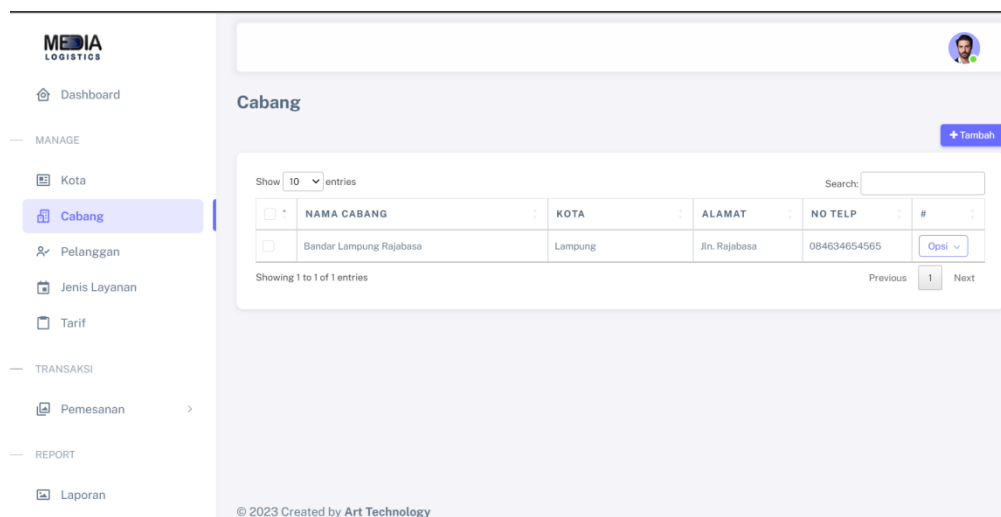 MEDIA
LOGISTICS
Dashboard
MANAGE
Kota
Cabang
Pelanggan
Jenis Layanan
Tarif
TRANSAKSI
Pemesanan
REPORT
Laporan
Cabang
+ Tambah
Show 10 entries
Search:
NAMA CABANG KOTA ALAMAT NO TELP #
Bandar Lampung Rajabasa Lampung Jln. Rajabasa 084634654565 Opsi
Showing 1 to 1 of 1 entries
Previous 1 Next
© 2023 Created by Art Technology